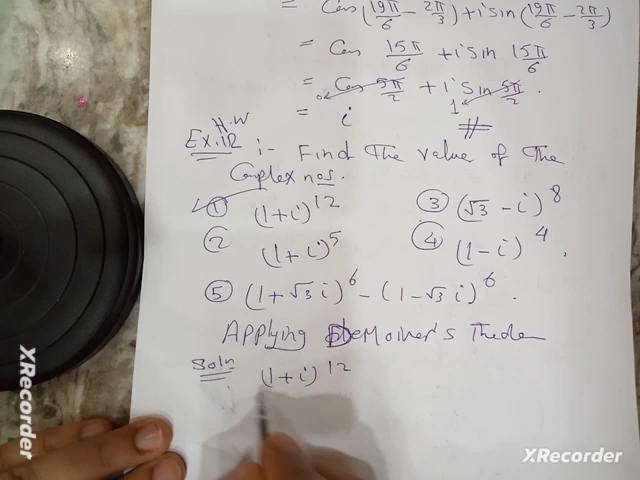 = Cos (19π/6 - 2π/3) + i sin (19π/6 - 2π/3)
= Cos 15π/6 + i sin 15π/6
= Cos 5π/2 + i sin 5π/2 .
0 1
= i
H.W
Ex. 12 :- Find the value of the
Complex nos.
① (1+i)^12 ③ (√3 - i)^8
② (1+i)^5 ④ (1-i)^4 ,
⑤ (1+√3 i)^6 - (1-√3 i)^6 .
Applying DeMoiver's
Soln (1+i)^12
XRecorder
XRecorder